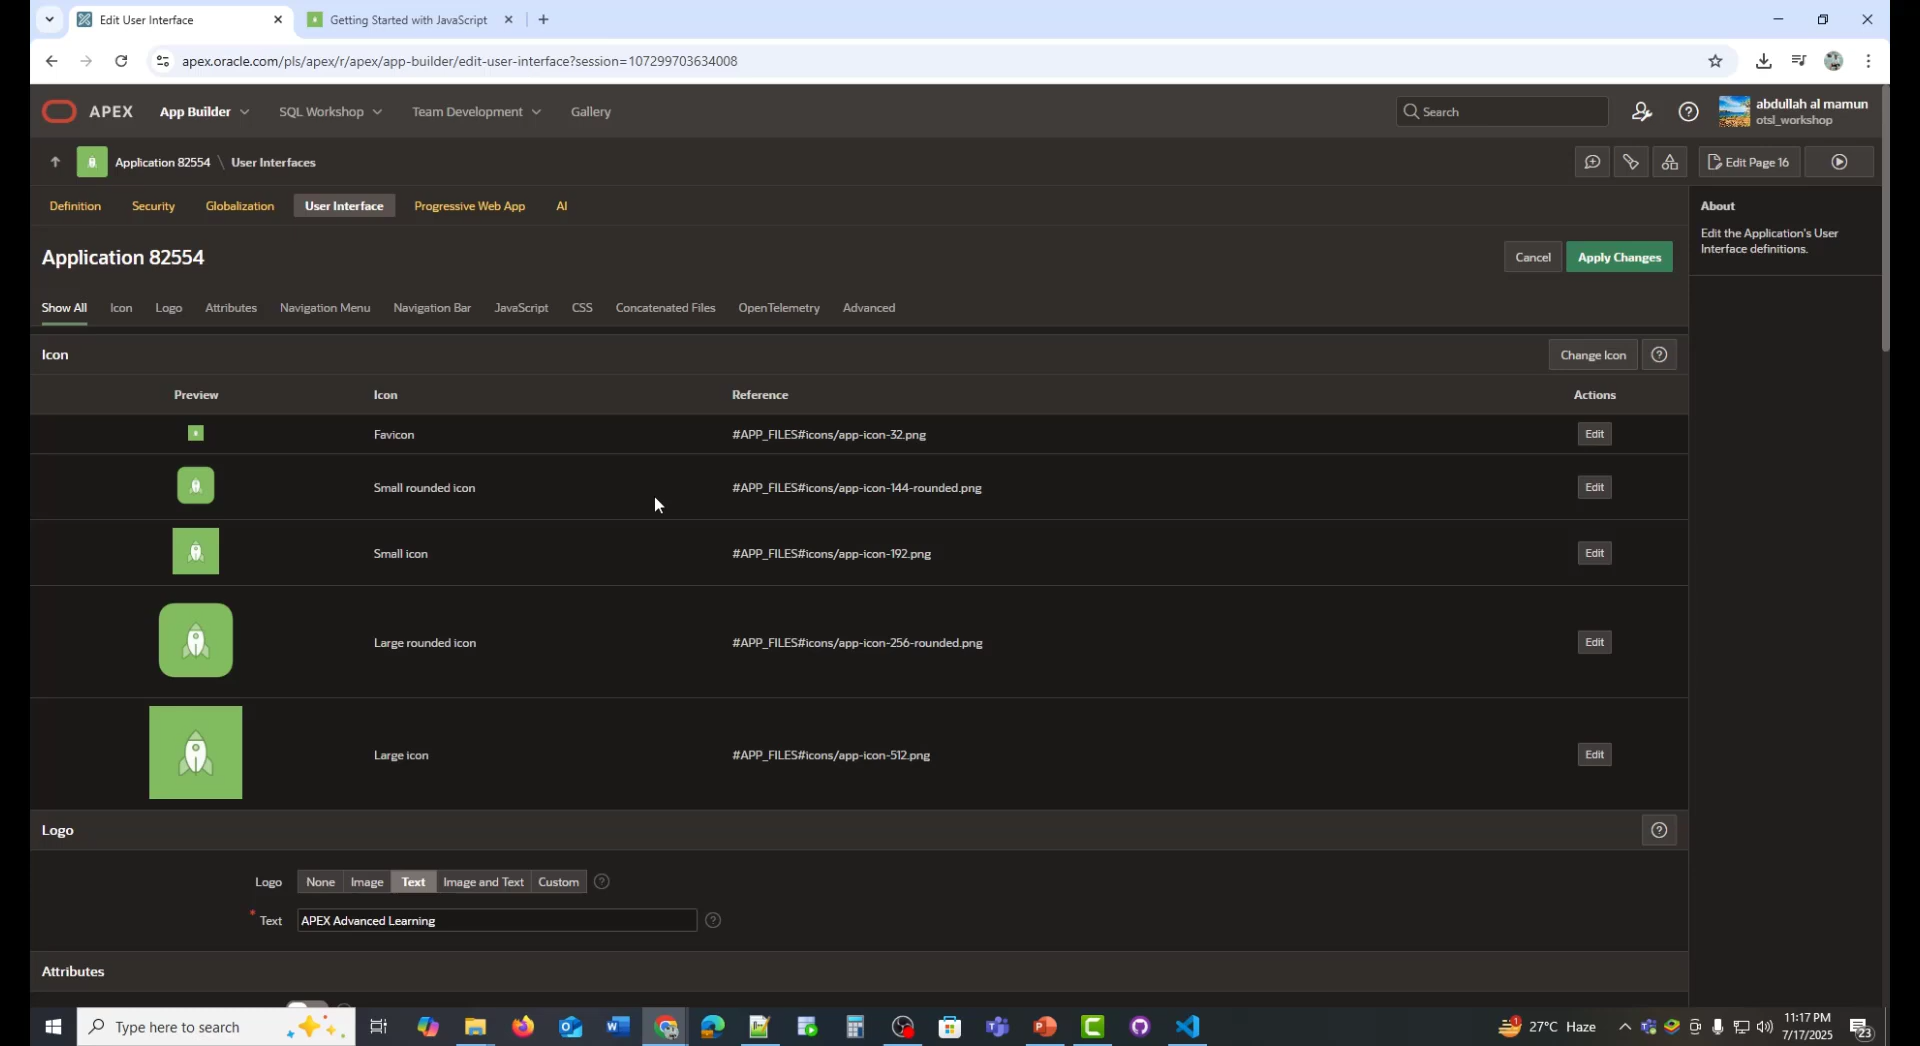 Edit User Interface
Getting Started with JavaScript
apex.oracle.com/pls/apex/r/apex/app-builder/edit-user-interface?session=107299703634008
APEX App Builder SQL Workshop Team Development Gallery Search abdullah al mamun
otsl_workshop
Application 82554 \ User Interfaces Edit Page 16
Definition Security Globalization User Interface Progressive Web App AI
About
Edit the Application's User
Interface definitions.
Application 82554 Cancel Apply Changes
Show All Icon Logo Attributes Navigation Menu Navigation Bar JavaScript CSS Concatenated Files OpenTelemetry Advanced
Icon Change Icon
Preview Icon Reference Actions
Favicon #APP_FILES#icons/app-icon-32.png Edit
Small rounded icon #APP_FILES#icons/app-icon-144-rounded.png Edit
Small icon #APP_FILES#icons/app-icon-192.png Edit
Large rounded icon #APP_FILES#icons/app-icon-256-rounded.png Edit
Large icon #APP_FILES#icons/app-icon-512.png Edit
Logo
Logo None Image Text Image and Text Custom
* Text APEX Advanced Learning
Attributes
Type here to search 27°C Haze 11:17 PM
7/17/2025 23